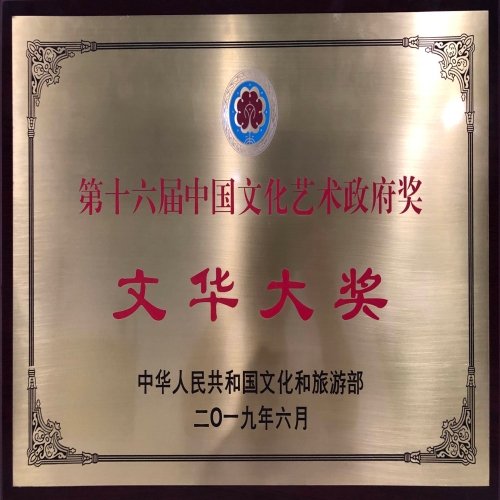 第十六届中国文化艺术政府奖
文华大奖
中华人民共和国文化和旅游部
二〇一九年六月